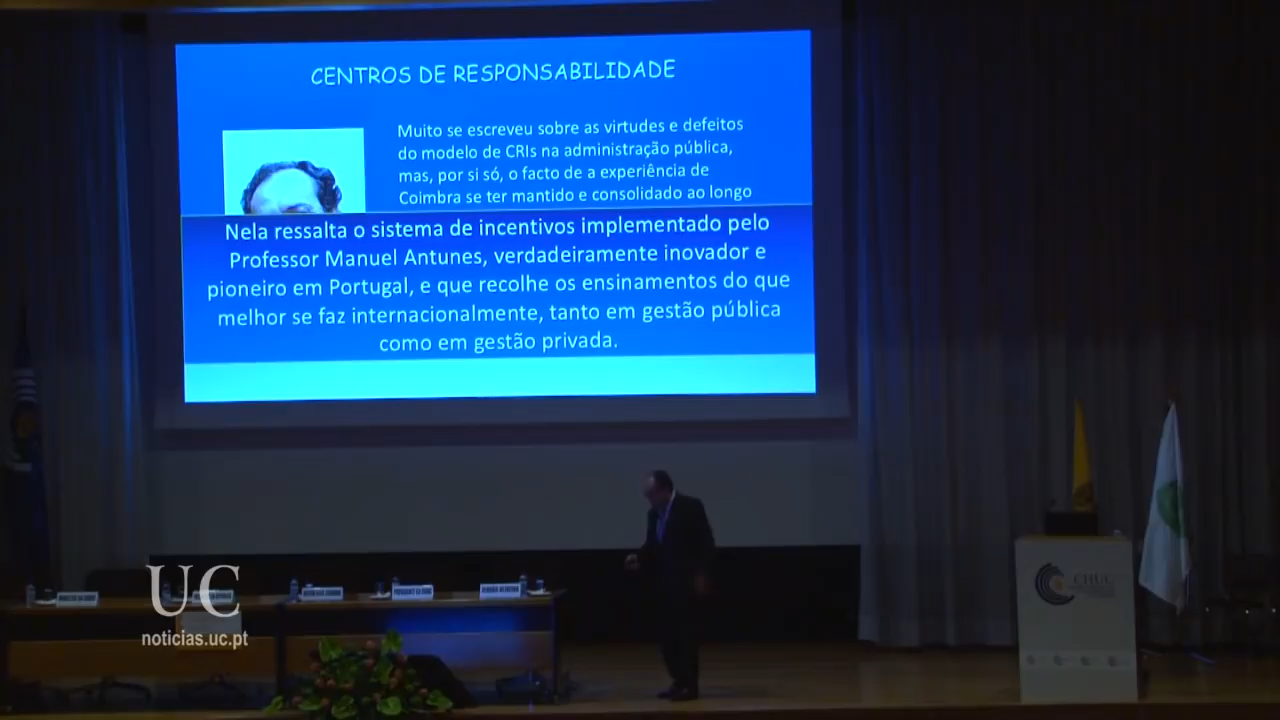 CENTROS DE RESPONSABILIDADE
Muito se escreveu sobre as virtudes e defeitos
do modelo de CRIs na administração pública,
mas, por si só, o facto de a experiência de
Coimbra se ter mantido e consolidado ao longo
Nela ressalta o sistema de incentivos implementado pelo
Professor Manuel Antunes, verdadeiramente inovador e
pioneiro em Portugal, e que recolhe os ensinamentos do que
melhor se faz internacionalmente, tanto em gestão pública
como em gestão privada.
CHUC
UC
noticias.uc.pt